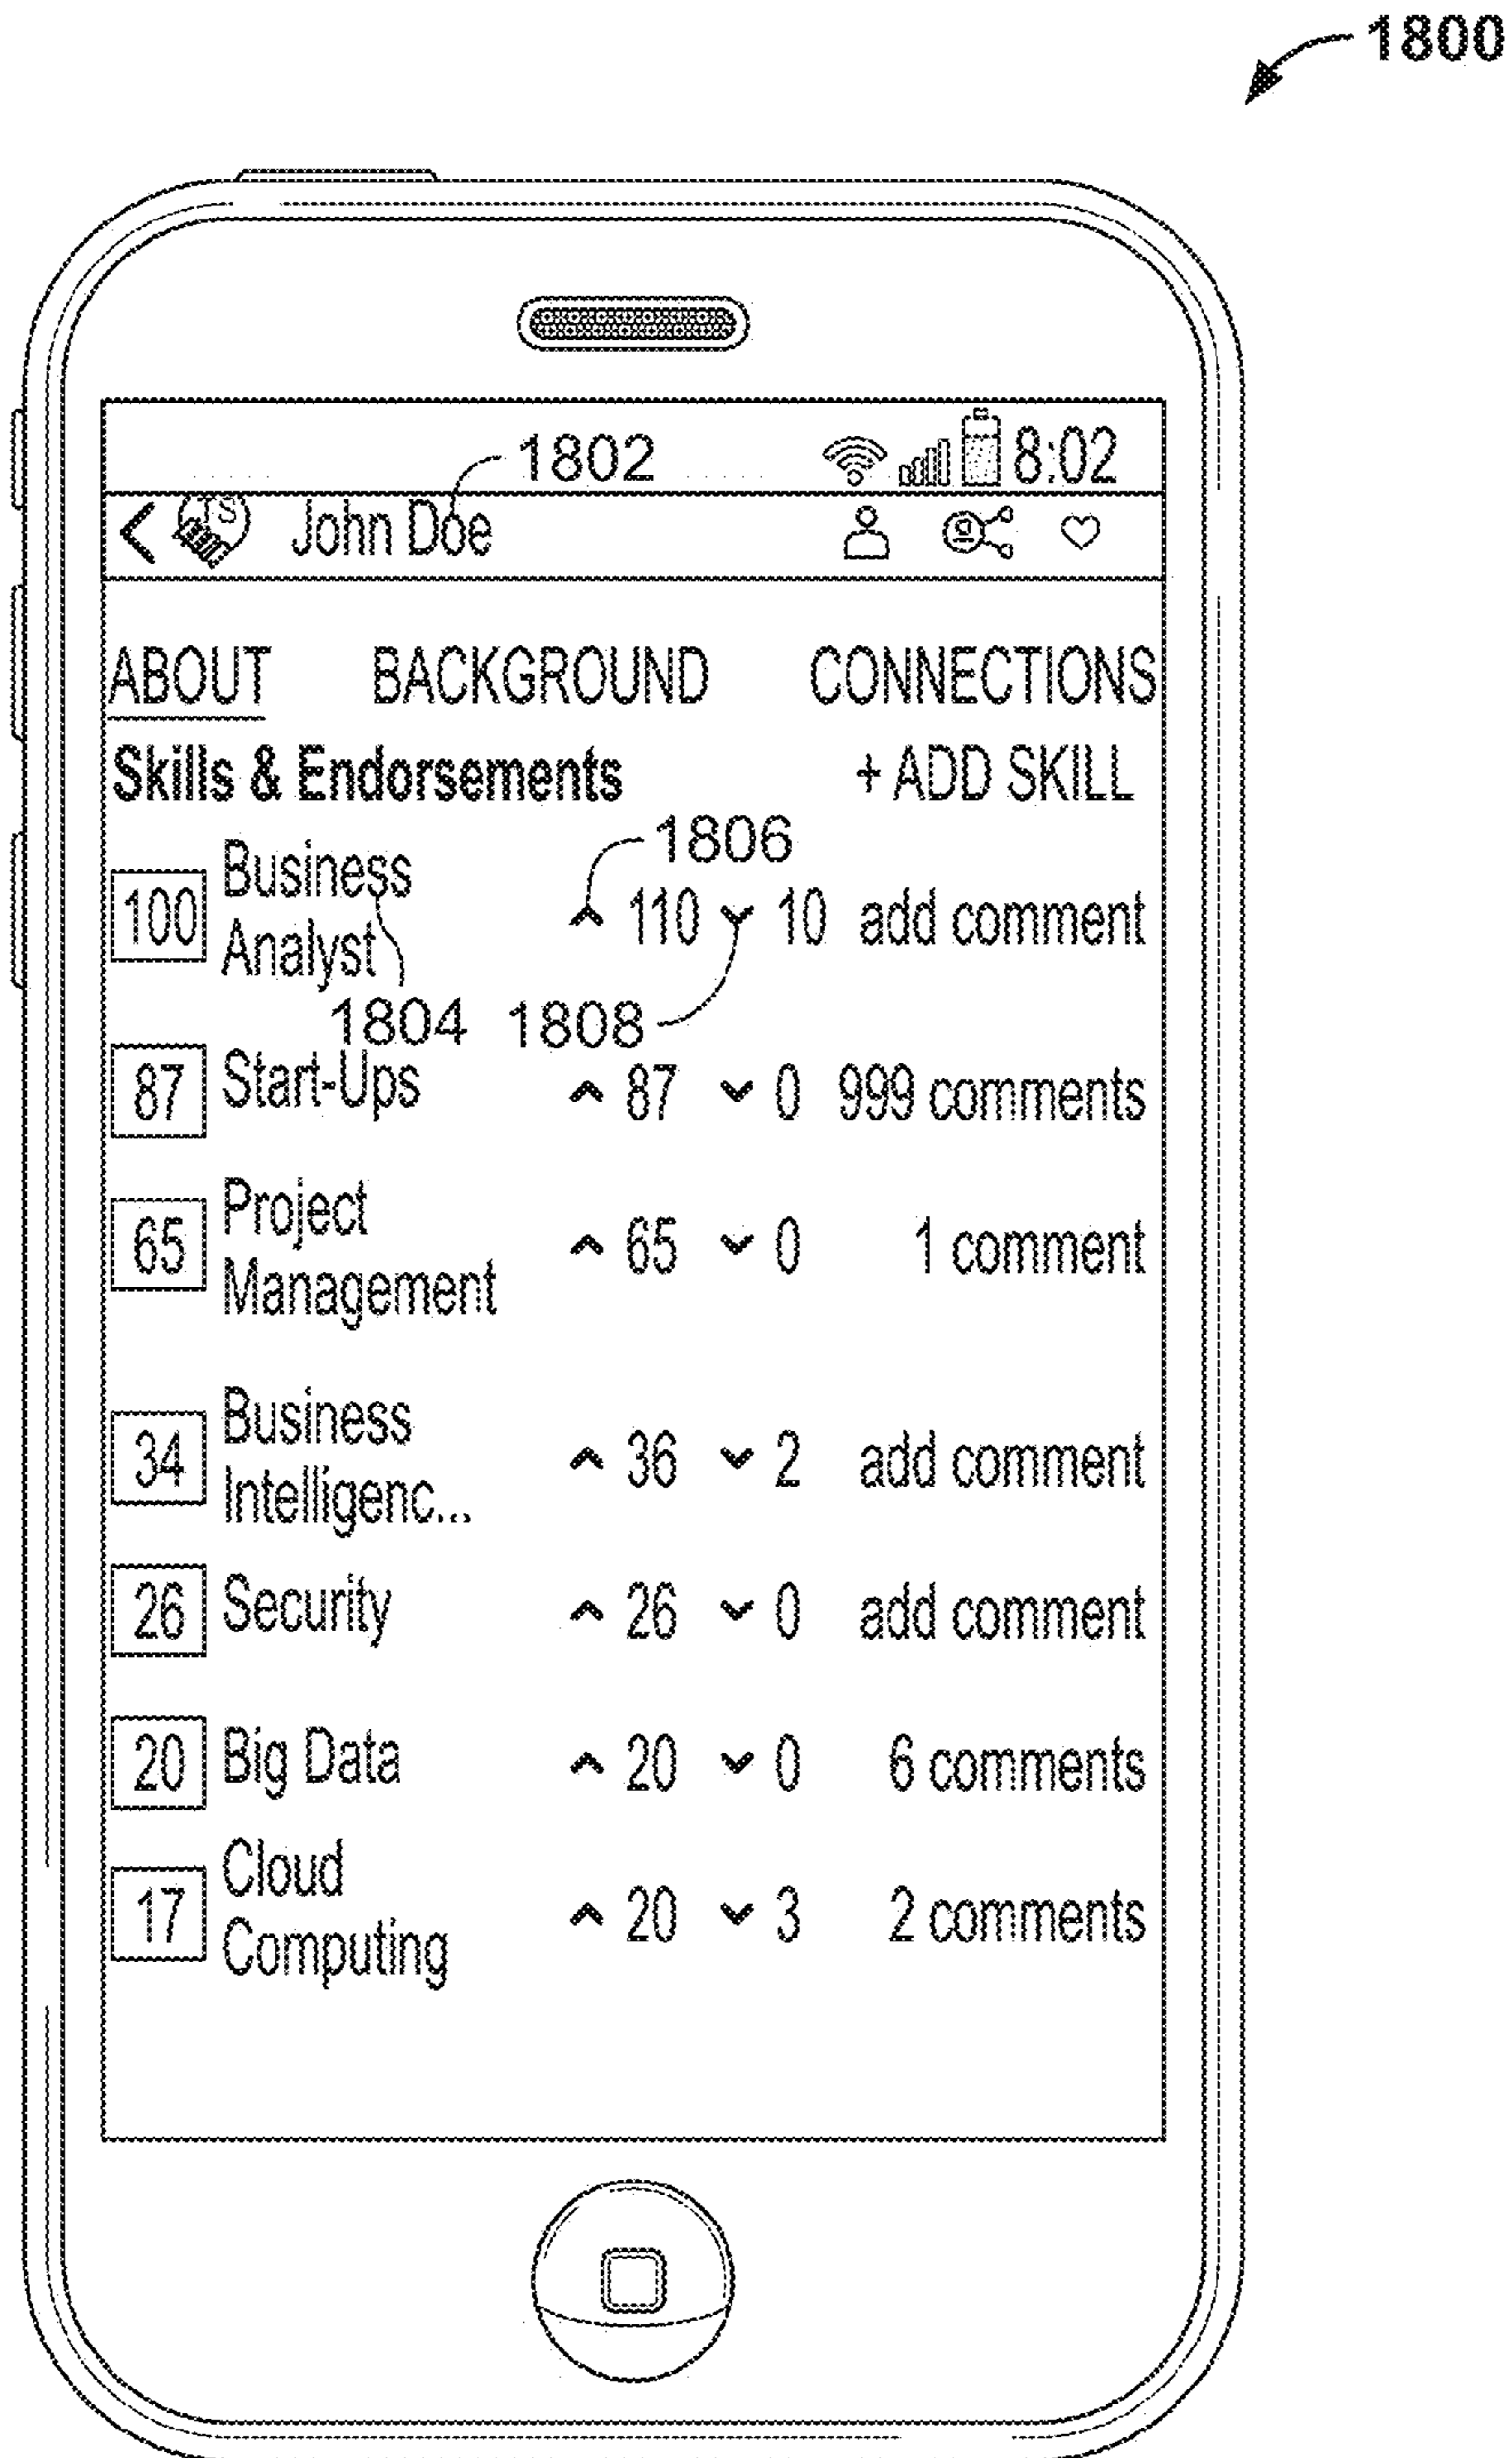 1800
1802
8:02
TS
John Doe
ABOUT BACKGROUND CONNECTIONS
Skills & Endorsements + ADD SKILL
1806
100 Business Analyst 110 10 add comment
1804 1808
87 Start-Ups 87 0 999 comments
65 Project Management 65 0 1 comment
34 Business Intelligenc... 36 2 add comment
26 Security 26 0 add comment
20 Big Data 20 0 6 comments
17 Cloud Computing 20 3 2 comments